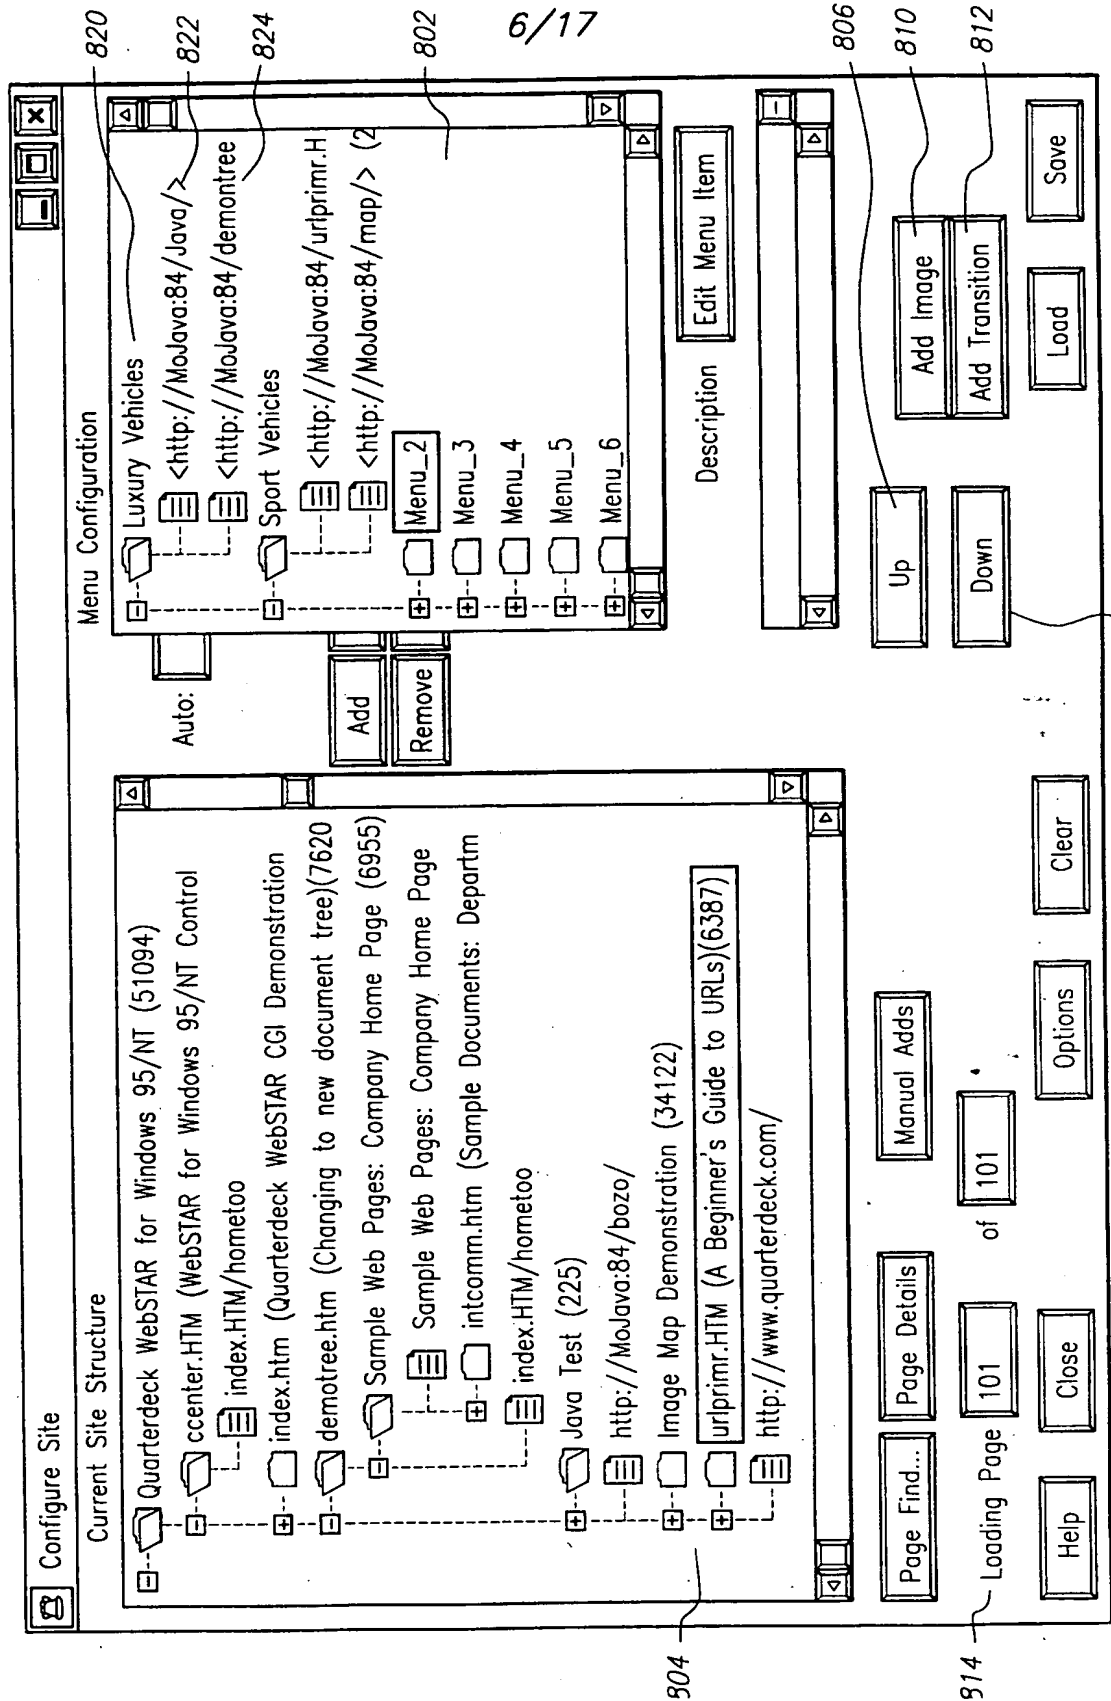 6/17
Configure Site
Current Site Structure
Quarterdeck WebSTAR for Windows 95/NT (51094)
ccenter.HTM (WebSTAR for Windows 95/NT Control
index.HTM/hometoo
index.htm (Quarterdeck WebSTAR CGI Demonstration
demotree.htm (Changing to new document tree)(7620
Sample Web Pages: Company Home Page (6955)
Sample Web Pages: Company Home Page
intcomm.htm (Sample Documents: Departm
index.HTM/hometoo
Java Test (225)
http://MoJava:84/bozo/
Image Map Demonstration (34122)
urlprimr.HTM (A Beginner's Guide to URLs)(6387)
http://www.quarterdeck.com/
804
Auto:
Add
Remove
Menu Configuration
Luxury Vehicles
<http://MoJava:84/Java/>
<http://MoJava:84/demontree
Sport Vehicles
<http://MoJava:84/urlprimr.H
<http://MoJava:84/map/> (2
Menu_2
Menu_3
Menu_4
Menu_5
Menu_6
820
822
824
802
Description
Edit Menu Item
Page Find...
Page Details
Manual Adds
Up
Add Image
806
810
814
Loading Page
101
of
101
Down
Add Transition
812
Help
Close
Options
Clear
Load
Save